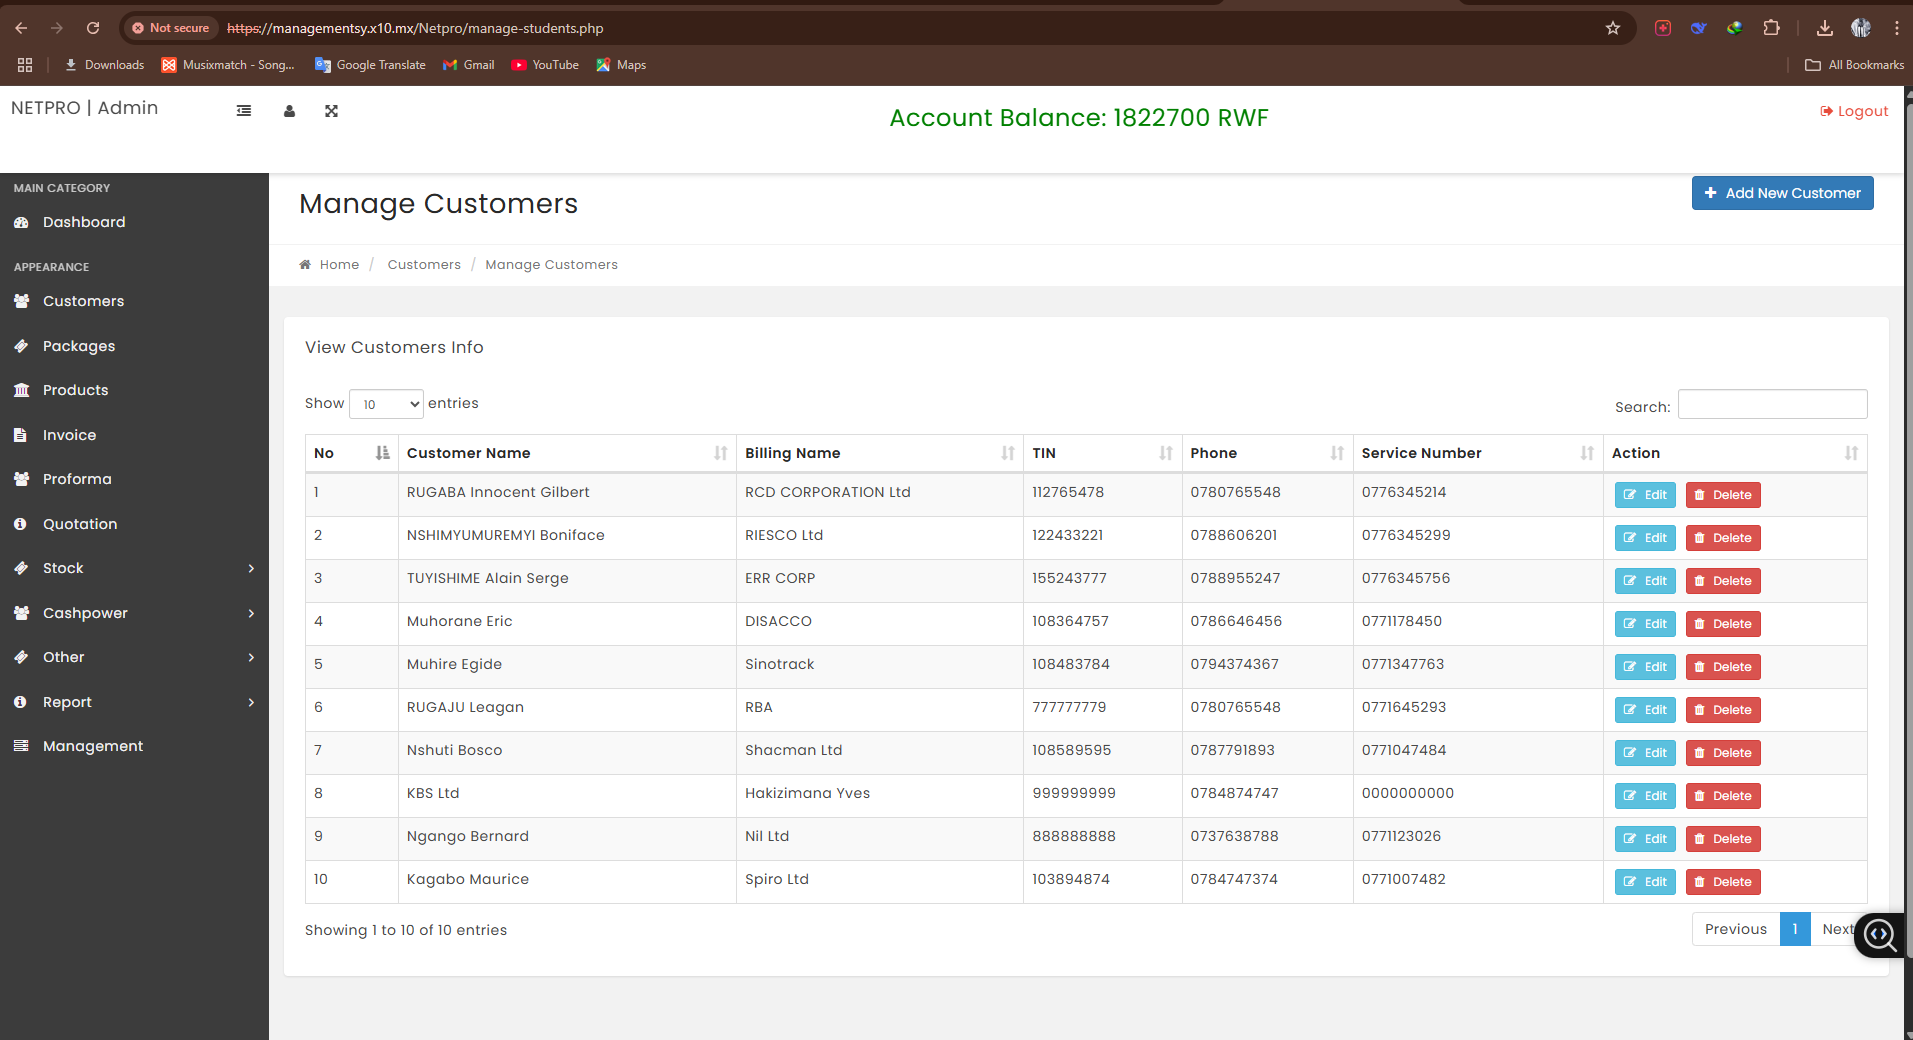 Not secure https://managementsy.x10.mx/Netpro/manage-students.php
Downloads Musixmatch - Song... Google Translate Gmail YouTube Maps All Bookmarks
NETPRO | Admin
Account Balance: 1822700 RWF
Logout
MAIN CATEGORY
Dashboard
APPEARANCE
Customers
Packages
Products
Invoice
Proforma
Quotation
Stock
Cashpower
Other
Report
Management
Manage Customers
+ Add New Customer
Home / Customers / Manage Customers
View Customers Info
Show 10 entries
Search:
No Customer Name Billing Name TIN Phone Service Number Action
1 RUGABA Innocent Gilbert RCD CORPORATION Ltd 112765478 0780765548 0776345214 Edit Delete
2 NSHIMYUMUREMYI Boniface RIESCO Ltd 122433221 0788606201 0776345299 Edit Delete
3 TUYISHIME Alain Serge ERR CORP 155243777 0788955247 0776345756 Edit Delete
4 Muhorane Eric DISACCO 108364757 0786646456 0771178450 Edit Delete
5 Muhire Egide Sinotrack 108483784 0794374367 0771347763 Edit Delete
6 RUGAJU Leagan RBA 777777779 0780765548 0771645293 Edit Delete
7 Nshuti Bosco Shacman Ltd 108589595 0787791893 0771047484 Edit Delete
8 KBS Ltd Hakizimana Yves 999999999 0784874747 0000000000 Edit Delete
9 Ngango Bernard Nil Ltd 888888888 0737638788 0771123026 Edit Delete
10 Kagabo Maurice Spiro Ltd 103894874 0784747374 0771007482 Edit Delete
Showing 1 to 10 of 10 entries
Previous 1 Next